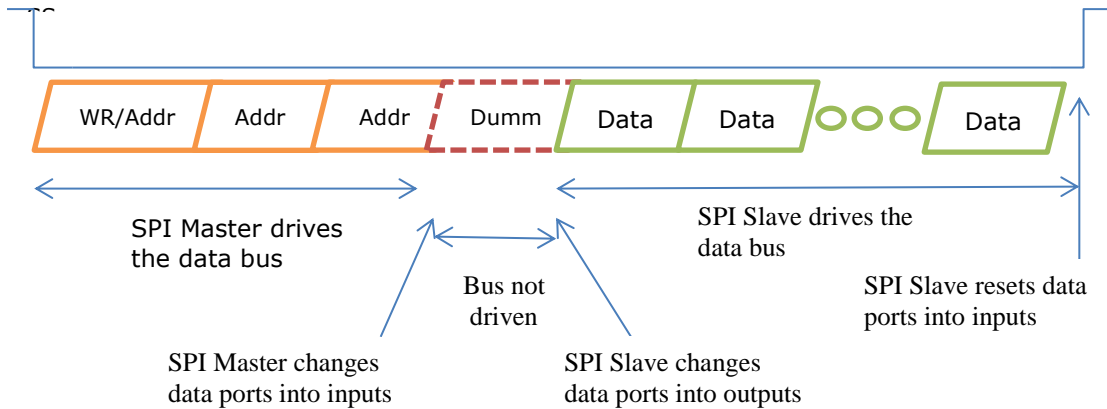 WR/Addr Addr Addr Dumm Data Data Data
SPI Master drives
the data bus
SPI Slave drives the
data bus
Bus not
driven
SPI Slave resets data
ports into inputs
SPI Master changes
data ports into inputs
SPI Slave changes
data ports into outputs